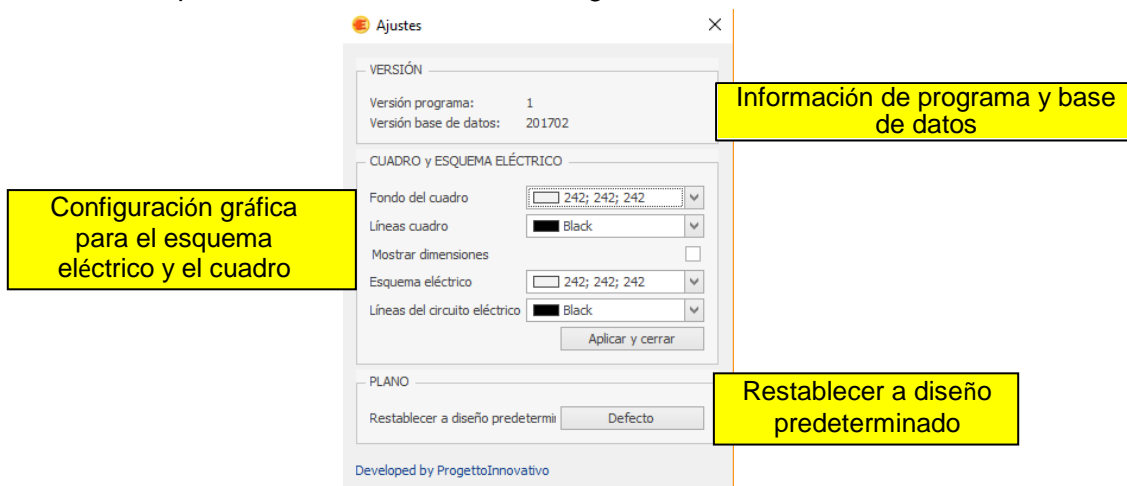 Ajustes
VERSIÓN
Versión programa: 1
Versión base de datos: 201702
Información de programa y base
de datos
CUADRO y ESQUEMA ELÉCTRICO
Fondo del cuadro 242; 242; 242
Líneas cuadro Black
Mostrar dimensiones
Esquema eléctrico 242; 242; 242
Líneas del circuito eléctrico Black
Aplicar y cerrar
Configuración gráfica
para el esquema
eléctrico y el cuadro
PLANO
Restablecer a diseño predetermi Defecto
Restablecer a diseño
predeterminado
Developed by ProgettoInnovativo